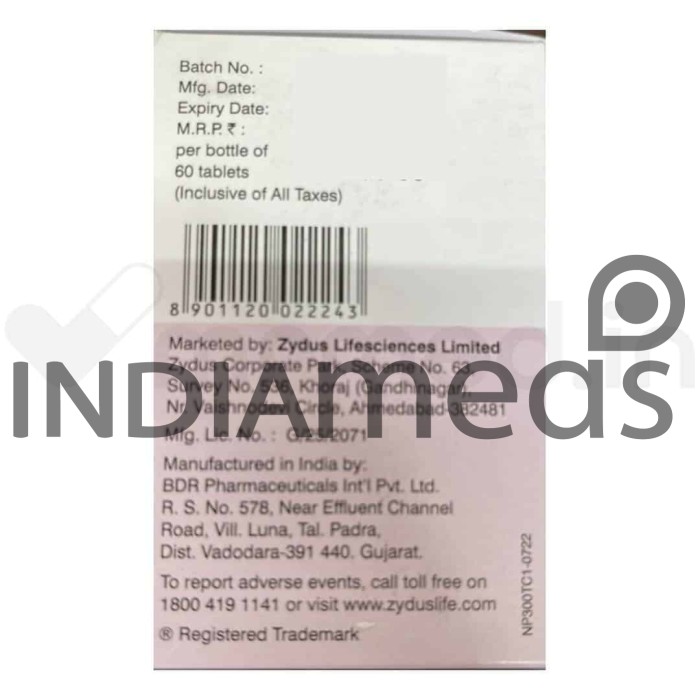 Batch No. :
Mfg. Date:
Expiry Date:
M.R.P. ₹ :
per bottle of
60 tablets
(Inclusive of All Taxes)
8 901120 022243
Marketed by: Zydus Lifesciences Limited
Zydus Corporate Park, Scheme No. 63,
Survey No. 536, Khoraj (Gandhinagar),
Nr. Vaishnodevi Circle, Ahmedabad-382481
INDIAmeds
Mfg. Lic. No. : G/25/2071
Manufactured in India by:
BDR Pharmaceuticals Int'l Pvt. Ltd.
R. S. No. 578, Near Effluent Channel
Road, Vill. Luna, Tal. Padra,
Dist. Vadodara-391 440. Gujarat.
To report adverse events, call toll free on
1800 419 1141 or visit www.zyduslife.com
® Registered Trademark
NP300TC1-0722